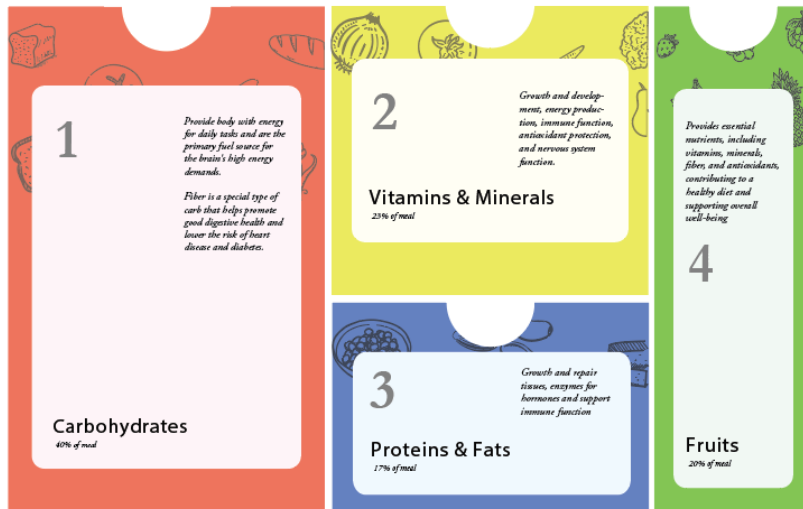 1
Provide body with energy
for daily tasks and are the
primary fuel source for
the brain's high energy
demands.
Fiber is a special type of
carb that helps promote
good digestive health and
lower the risk of heart
disease and diabetes.
Carbohydrates
40% of meal
2
Growth and develop-
ment, energy produc-
tion, immune function,
antioxidant protection,
and nervous system
function.
Vitamins & Minerals
23% of meal
3
Growth and repair
tissues, enzymes for
hormones and support
immune function
Proteins & Fats
17% of meal
Provides essential
nutrients, including
vitamins, minerals,
fiber, and antioxidants,
contributing to a
healthy diet and
supporting overall
well-being
4
Fruits
20% of meal